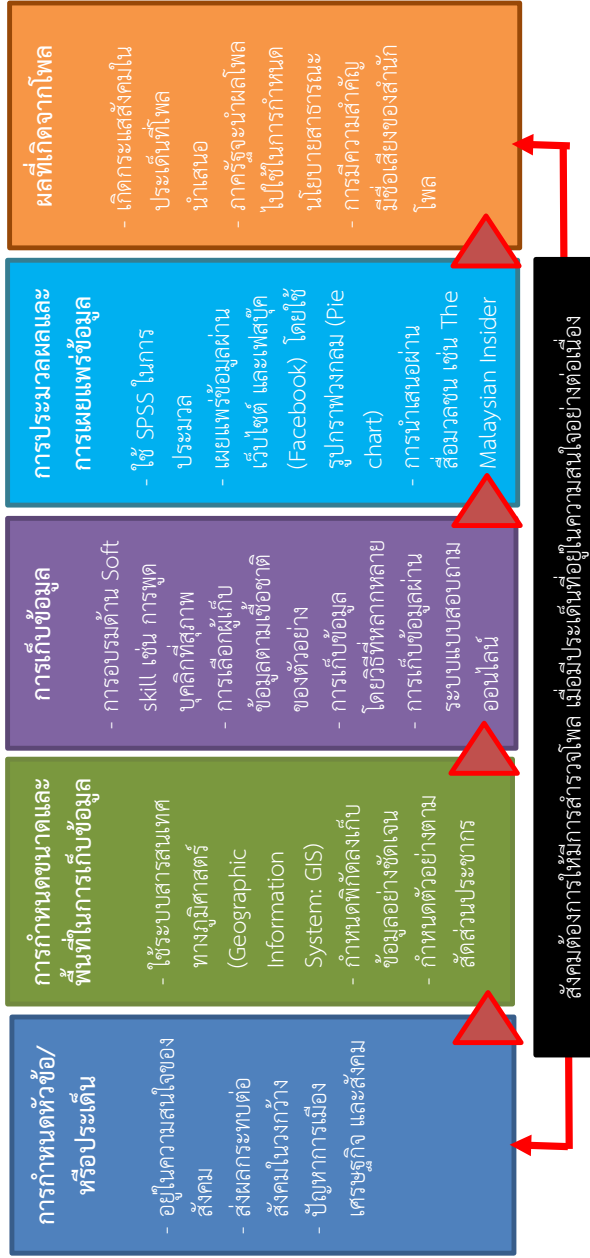 การกำหนดหัวข้อ/
หรือประเด็น
- อยู่ในความสนใจของ
สังคม
- ส่งผลกระทบต่อ
สังคมในวงกว้าง
- ปัญหาการเมือง
เศรษฐกิจ และสังคม
การกำหนดขนาดและ
พื้นที่ในการเก็บข้อมูล
- ใช้ระบบสารสนเทศ
ทางภูมิศาสตร์
(Geographic
Information
System: GIS)
- กำหนดพิกัดลงเก็บ
ข้อมูลอย่างชัดเจน
- กำหนดตัวอย่างตาม
สัดส่วนประชากร
การเก็บข้อมูล
- การอบรมด้าน Soft
skill เช่น การพูด
บุคลิกที่สุภาพ
- การเลือกผู้เก็บ
ข้อมูลตามเชื้อชาติ
ของตัวอย่าง
- การเก็บข้อมูล
โดยวิธีที่หลากหลาย
- การเก็บข้อมูลผ่าน
ระบบแบบสอบถาม
ออนไลน์
การประมวลผลและ
การเผยแพร่ข้อมูล
- ใช้ SPSS ในการ
ประมวล
- เผยแพร่ข้อมูลผ่าน
เว็บไซต์ และเฟสบุ๊ค
(Facebook) โดยใช้
รูปกราฟวงกลม (Pie
chart)
- การนำเสนอผ่าน
สื่อมวลชน เช่น The
Malaysian Insider
ผลที่เกิดจากโพล
- เกิดกระแสสังคมใน
ประเด็นที่โพล
นำเสนอ
- ภาครัฐจะนำผลโพล
ไปใช้ในการกำหนด
นโยบายสาธารณะ
- การมีความสำคัญ
มีชื่อเสียงของสำนัก
โพล
สังคมต้องการให้มีการสำรวจโพล เมื่อมีประเด็นที่อยู่ในความสนใจอย่างต่อเนื่อง